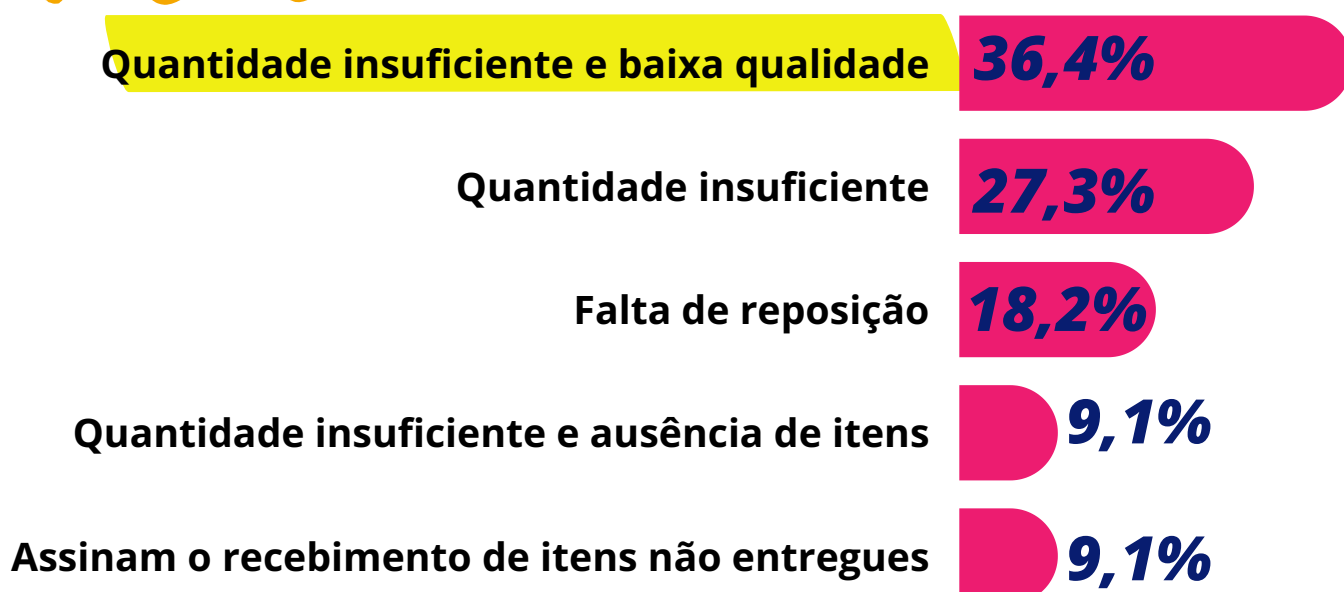 Quantidade insuficiente e baixa qualidade 36,4%
Quantidade insuficiente 27,3%
Falta de reposição 18,2%
Quantidade insuficiente e ausência de itens 9,1%
Assinam o recebimento de itens não entregues 9,1%